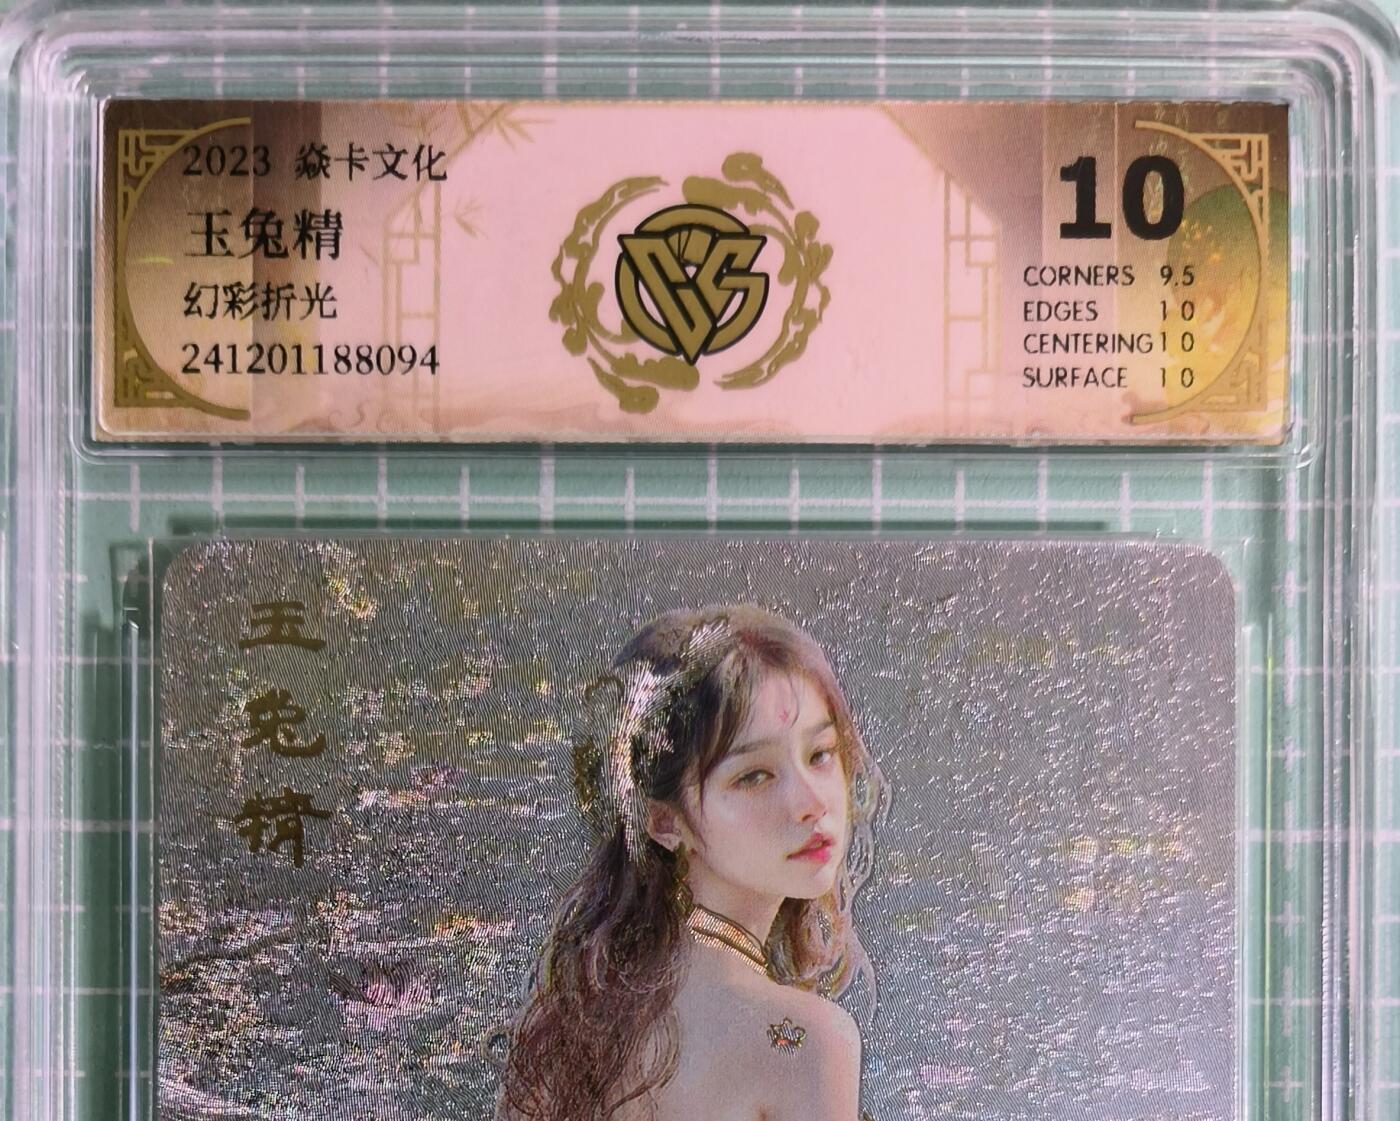 2023 焱卡文化
玉兔精
幻彩折光
241201188094
CCS
10
CORNERS 9.5
EDGES 10
CENTERING 10
SURFACE 10
玉兔精